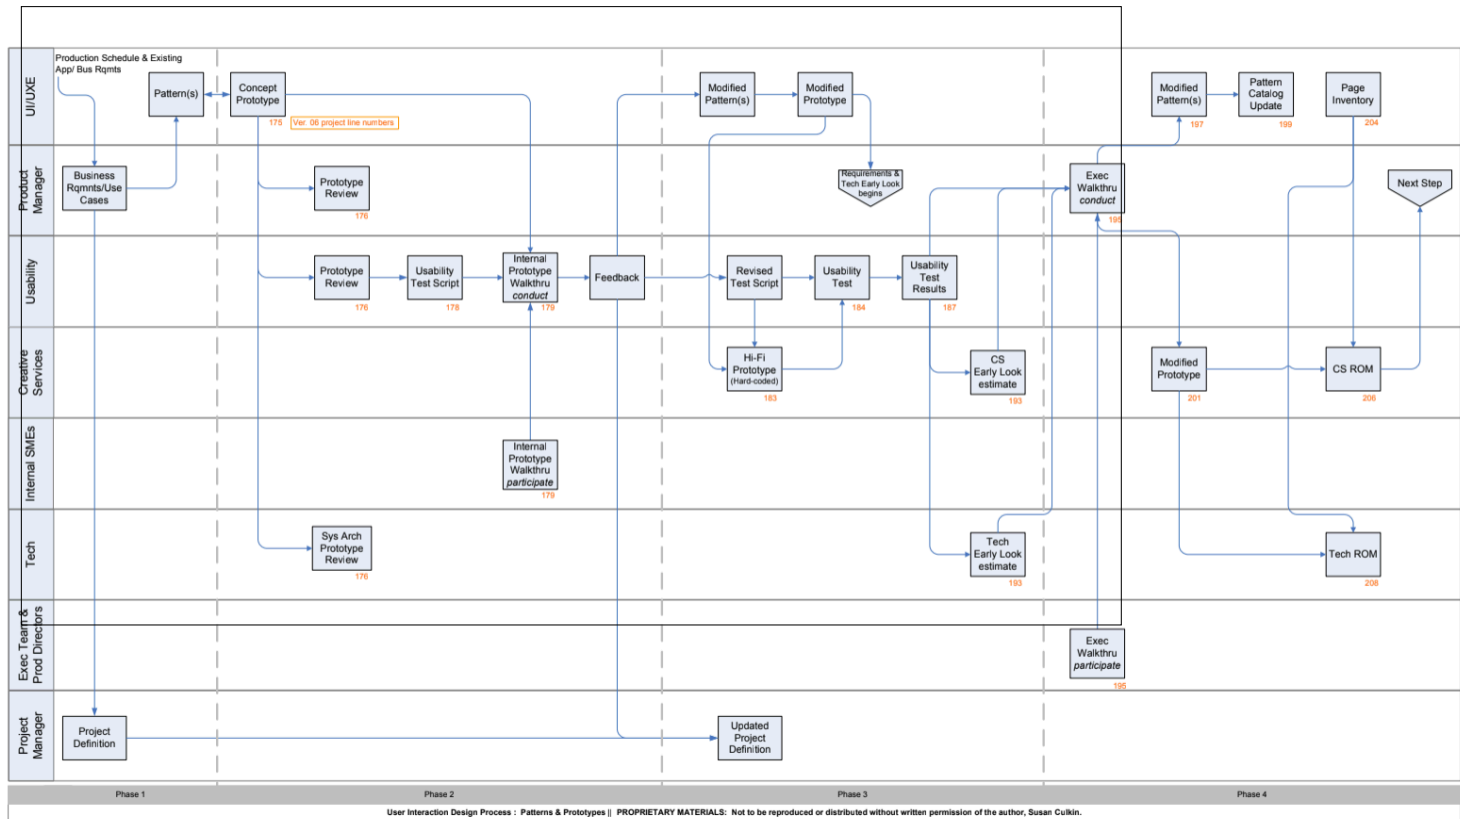 Production Schedule & Existing
App/ Bus Rqmts
UI/UXE
Pattern(s)
Concept
Prototype
175
Ver. 06 project line numbers
Modified
Pattern(s)
Modified
Prototype
Modified
Pattern(s)
197
Pattern
Catalog
Update
199
Page
Inventory
204
Product
Manager
Business
Rqmnts/Use
Cases
Prototype
Review
176
Requirements &
Tech Early Look
begins
Exec
Walkthru
conduct
195
Next Step
Usability
Prototype
Review
176
Usability
Test Script
178
Internal
Prototype
Walkthru
conduct
179
Feedback
Revised
Test Script
Usability
Test
184
Usability
Test
Results
187
Creative
Services
Hi-Fi
Prototype
(Hard-coded)
183
CS
Early Look
estimate
193
Modified
Prototype
201
CS ROM
206
Internal SMEs
Internal
Prototype
Walkthru
participate
179
Tech
Sys Arch
Prototype
Review
176
Tech
Early Look
estimate
193
Tech ROM
208
Exec Team &
Prod Directors
Exec
Walkthru
participate
195
Project
Manager
Project
Definition
Updated
Project
Definition
Phase 1
Phase 2
Phase 3
Phase 4
User Interaction Design Process : Patterns & Prototypes || PROPRIETARY MATERIALS: Not to be reproduced or distributed without written permission of the author, Susan Culkin.